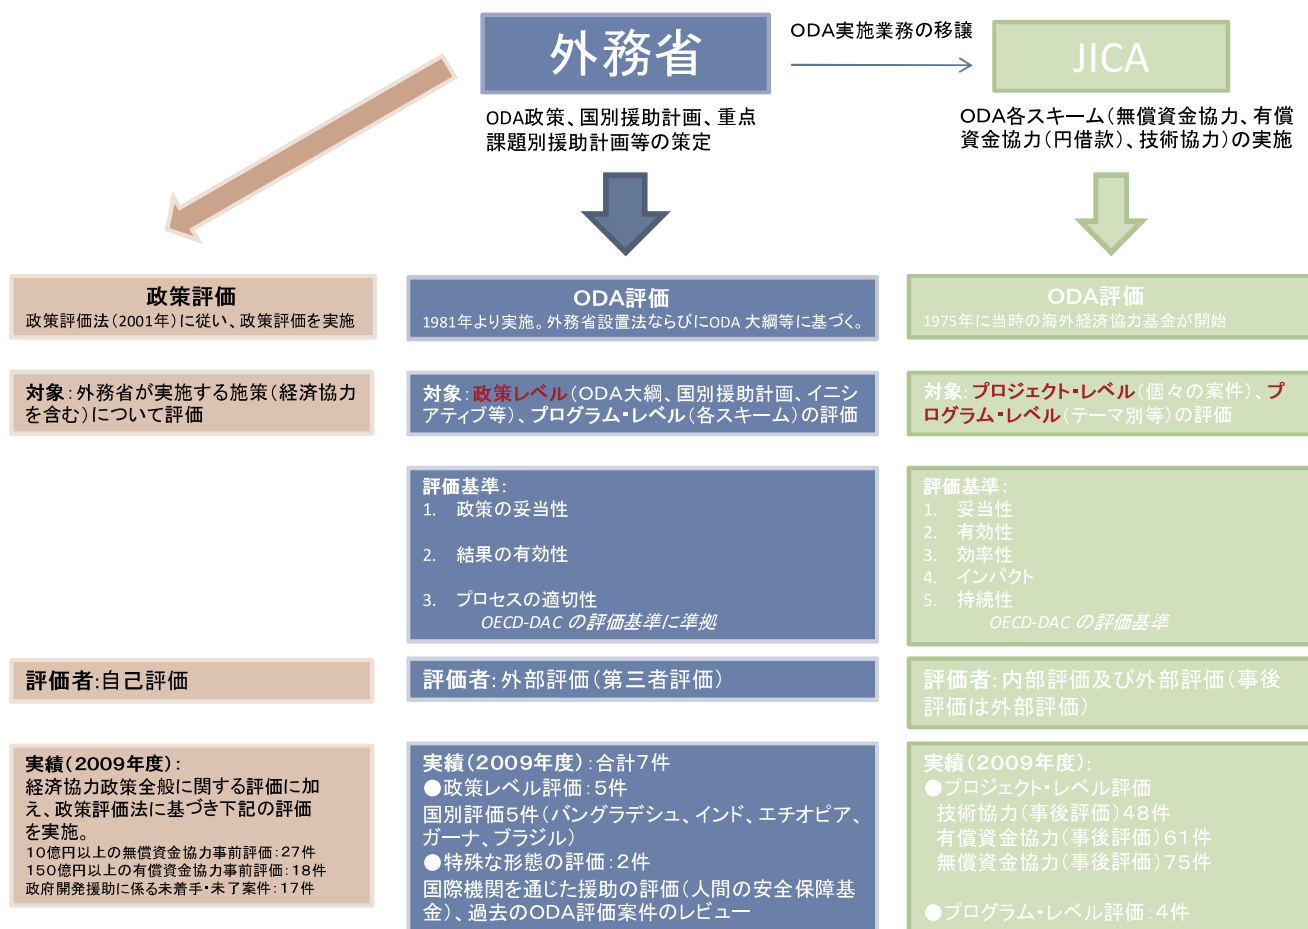 外務省
ODA実施業務の移譲
JICA
ODA政策、国別援助計画、重点
課題別援助計画等の策定
ODA各スキーム(無償資金協力、有償
資金協力(円借款)、技術協力)の実施
政策評価
政策評価法(2001年)に従い、政策評価を実施
対象:外務省が実施する施策(経済協力
を含む)について評価
評価者:自己評価
実績(2009年度):
経済協力政策全般に関する評価に加
え、政策評価法に基づき下記の評価
を実施。
10億円以上の無償資金協力事前評価:27件
150億円以上の有償資金協力事前評価:18件
政府開発援助に係る未着手・未了案件:17件
ODA評価
1981年より実施。外務省設置法ならびにODA 大綱等に基づく。
対象:政策レベル(ODA大綱、国別援助計画、イニシ
アティブ等)、プログラム・レベル(各スキーム)の評価
評価基準:
1. 政策の妥当性
2. 結果の有効性
3. プロセスの適切性
OECD-DAC の評価基準に準拠
評価者:外部評価(第三者評価)
実績(2009年度):合計7件
●政策レベル評価:5件
国別評価5件(バングラデシュ、インド、エチオピア、
ガーナ、ブラジル)
●特殊な形態の評価:2件
国際機関を通じた援助の評価(人間の安全保障基
金)、過去のODA評価案件のレビュー
ODA評価
1975年に当時の海外経済協力基金が開始
対象:プロジェクト・レベル(個々の案件)、プ
ログラム・レベル(テーマ別等)の評価
評価基準:
1. 妥当性
2. 有効性
3. 効率性
4. インパクト
5. 持続性
OECD-DAC の評価基準
評価者:内部評価及び外部評価(事後
評価は外部評価)
実績(2009年度):
●プロジェクト・レベル評価
技術協力(事後評価)48件
有償資金協力(事後評価)61件
無償資金協力(事後評価)75件
●プログラム・レベル評価:4件